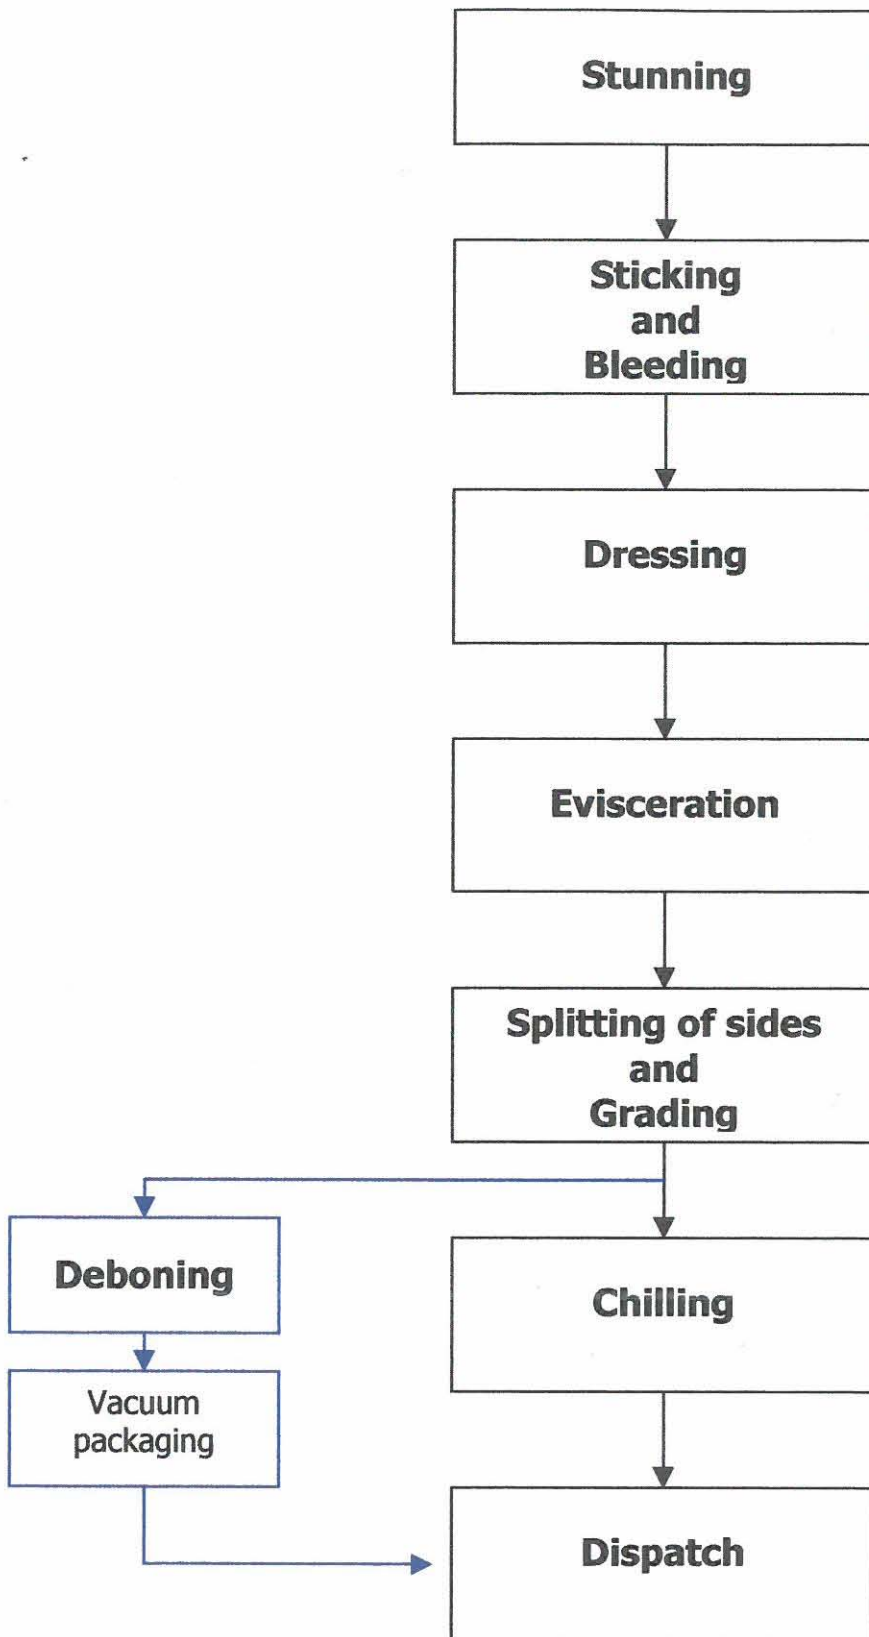 Stunning
Sticking
and
Bleeding
Dressing
Evisceration
Splitting of sides
and
Grading
Deboning
Chilling
Vacuum
packaging
Dispatch